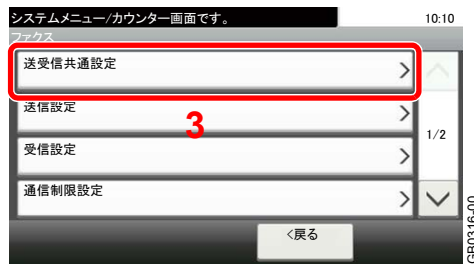 システムメニュー/カウンター画面です。
10:10
ファクス
送受信共通設定
送信設定
3
1/2
受信設定
通信制限設定
<戻る
GB0316-00